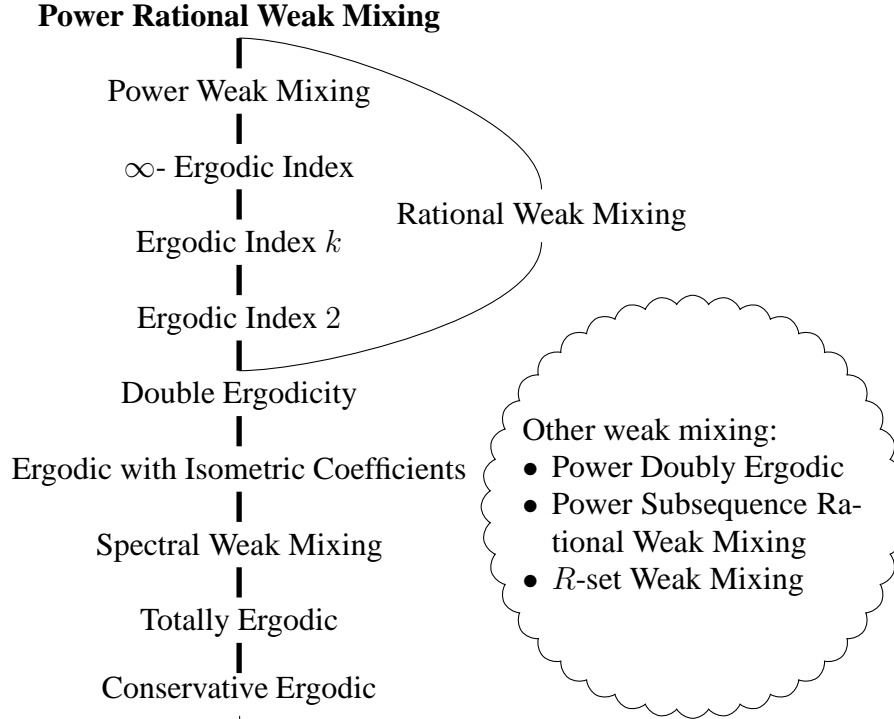 Power Rational Weak Mixing
Power Weak Mixing
∞- Ergodic Index
Rational Weak Mixing
Ergodic Index k
Ergodic Index 2
Double Ergodicity
Ergodic with Isometric Coefficients
Spectral Weak Mixing
Totally Ergodic
Conservative Ergodic
Other weak mixing:
• Power Doubly Ergodic
• Power Subsequence Ra-
tional Weak Mixing
• R-set Weak Mixing